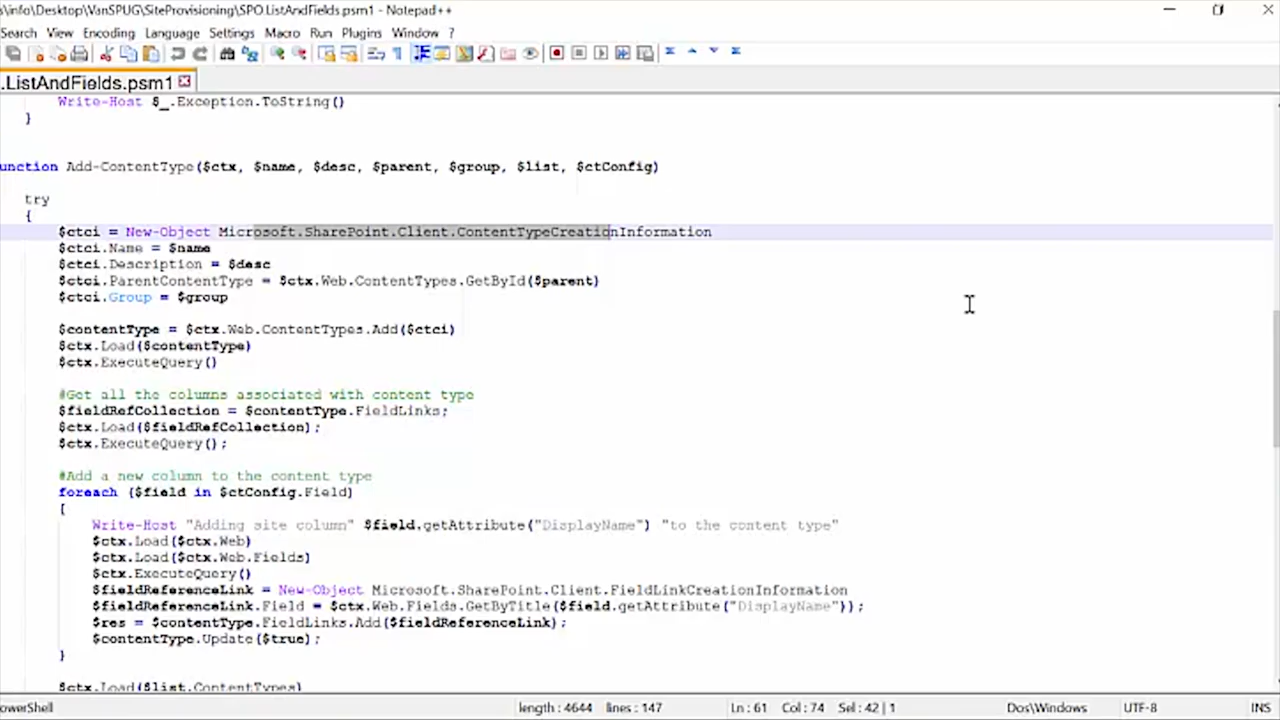 s\info\Desktop\VanSPUG\SiteProvisioning\SPO.ListAndFields.psm1 - Notepad++
Search View Encoding Language Settings Macro Run Plugins Window ?
.ListAndFields.psm1
Write-Host $_.Exception.ToString()
}
unction Add-ContentType($ctx, $name, $desc, $parent, $group, $list, $ctConfig)
try
{
$ctci = New-Object Microsoft.SharePoint.Client.ContentTypeCreationInformation
$ctci.Name = $name
$ctci.Description = $desc
$ctci.ParentContentType = $ctx.Web.ContentTypes.GetById($parent)
$ctci.Group = $group
$contentType = $ctx.Web.ContentTypes.Add($ctci)
$ctx.Load($contentType)
$ctx.ExecuteQuery()
#Get all the columns associated with content type
$fieldRefCollection = $contentType.FieldLinks;
$ctx.Load($fieldRefCollection);
$ctx.ExecuteQuery();
#Add a new column to the content type
foreach ($field in $ctConfig.Field)
{
Write-Host "Adding site column" $field.getAttribute("DisplayName") "to the content type"
$ctx.Load($ctx.Web)
$ctx.Load($ctx.Web.Fields)
$ctx.ExecuteQuery()
$fieldReferenceLink = New-Object Microsoft.SharePoint.Client.FieldLinkCreationInformation
$fieldReferenceLink.Field = $ctx.Web.Fields.GetByTitle($field.getAttribute("DisplayName"));
$res = $contentType.FieldLinks.Add($fieldReferenceLink);
$contentType.Update($true);
}
$ctx.Load($list.ContentTypes)
owerShell length : 4644 lines : 147 Ln : 61 Col : 74 Sel : 42 | 1 Dos\Windows UTF-8 INS